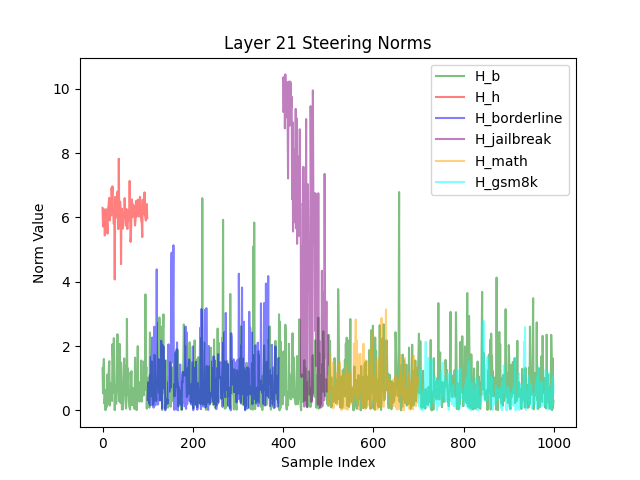 Layer 21 Steering Norms
Norm Value
10
8
6
4
2
0
H_b
H_h
H_borderline
H_jailbreak
H_math
H_gsm8k
0
200
400
600
800
1000
Sample Index